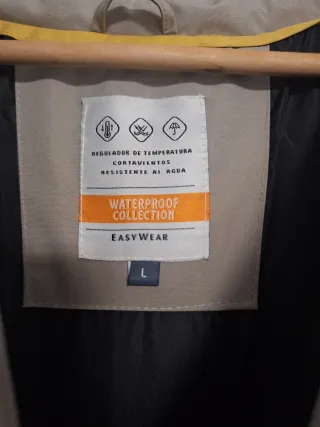 REGULADOR DE TEMPERATURA
CORTAVIENTOS
RESISTENTE AL AGUA
WATERPROOF
COLLECTION
EASYWEAR
L